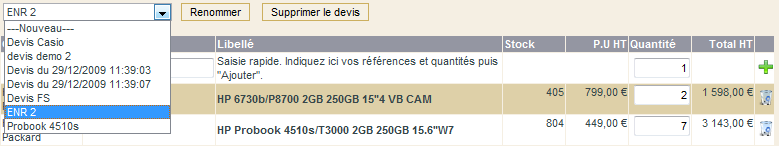 ENR 2 Renommer Supprimer le devis
---Nouveau---
Devis Casio
devis demo 2
Devis du 29/12/2009 11:39:03
Devis du 29/12/2009 11:39:07
Devis FS
ENR 2
Probook 4510s
Libellé Stock P.U HT Quantité Total HT
Saisie rapide. Indiquez ici vos références et quantités puis
"Ajouter". 1
HP 6730b/P8700 2GB 250GB 15"4 VB CAM 405 799,00 € 2 1 598,00 €
HP Probook 4510s/T3000 2GB 250GB 15.6"W7 804 449,00 € 7 3 143,00 €
Packard